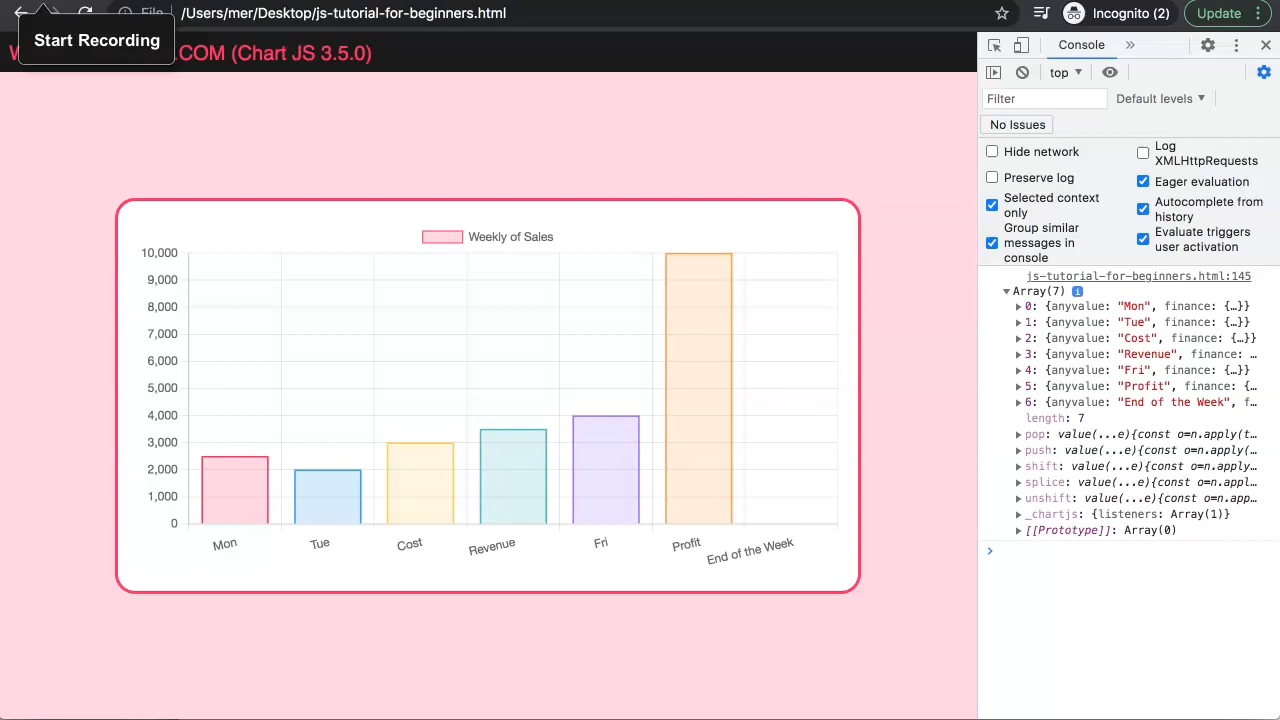 File /Users/mer/Desktop/js-tutorial-for-beginners.html Incognito (2) Update
Start Recording
.COM (Chart JS 3.5.0)
Weekly of Sales
10,000
9,000
8,000
7,000
6,000
5,000
4,000
3,000
2,000
1,000
0
Mon Tue Cost Revenue Fri Profit End of the Week
Console »
top ▼
Filter Default levels ▼
No Issues
Hide network
Log XMLHttpRequests
Preserve log
Eager evaluation
Selected context only
Autocomplete from history
Group similar messages in console
Evaluate triggers user activation
js-tutorial-for-beginners.html:145
▼Array(7) i
▶0: {anyvalue: "Mon", finance: {…}}
▶1: {anyvalue: "Tue", finance: {…}}
▶2: {anyvalue: "Cost", finance: {…}}
▶3: {anyvalue: "Revenue", finance: …
▶4: {anyvalue: "Fri", finance: {…}}
▶5: {anyvalue: "Profit", finance: {…
▶6: {anyvalue: "End of the Week", f…
length: 7
▶pop: value(...e){const o=n.apply(t…
▶push: value(...e){const o=n.apply(…
▶shift: value(...e){const o=n.apply…
▶splice: value(...e){const o=n.appl…
▶unshift: value(...e){const o=n.app…
▶_chartjs: {listeners: Array(1)}
▶[[Prototype]]: Array(0)